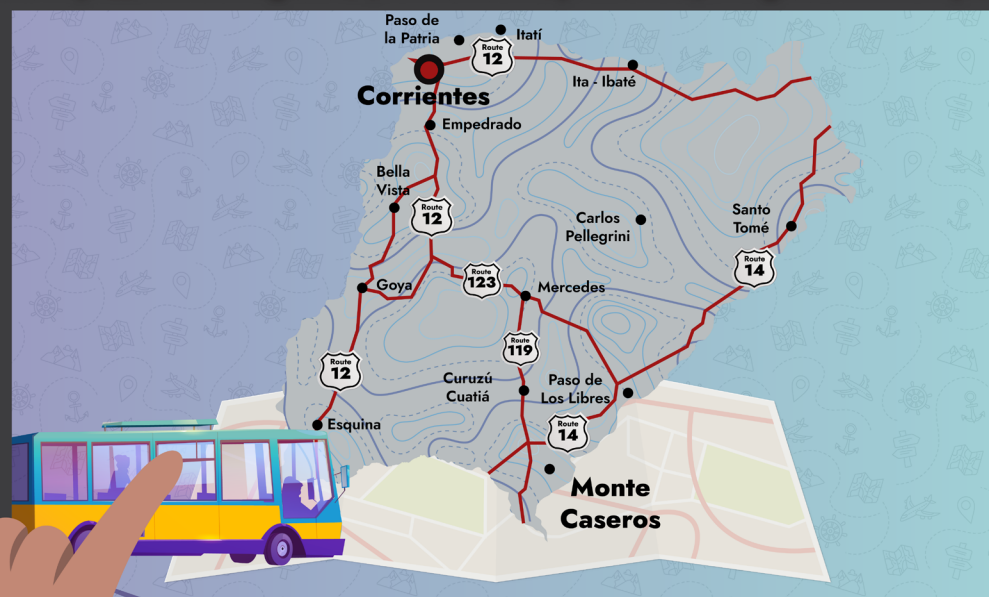 Paso de
la Patria
Itatí
Route
12
Ita - Ibaté
Corrientes
Empedrado
Bella
Vista
Route
12
Carlos
Pellegrini
Santo
Tomé
Route
14
Goya
Route
123
Mercedes
Route
119
Route
12
Curuzú
Cuatiá
Paso de
Los Libres
Esquina
Route
14
Monte
Caseros